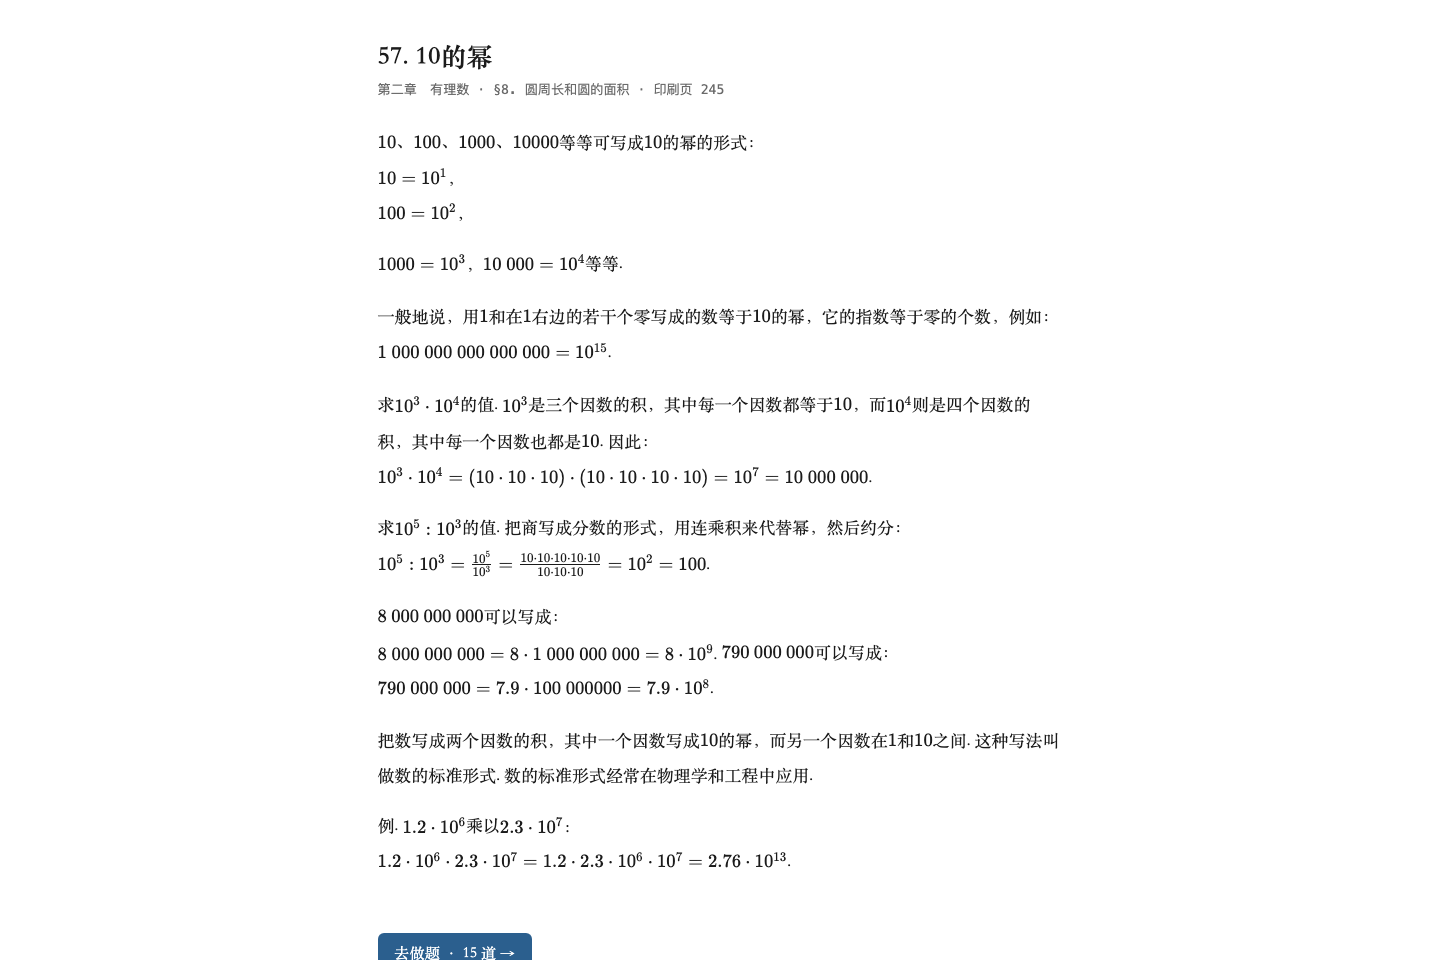 57. 10的幂
第二章　有理数 · §8. 圆周长和圆的面积 · 印刷页 245
10、100、1000、10000等等可写成10的幂的形式：
10 = 10¹，
100 = 10²，
1000 = 10³，10 000 = 10⁴等等.
一般地说，用1和在1右边的若干个零写成的数等于10的幂，它的指数等于零的个数，例如：
1 000 000 000 000 000 = 10¹⁵.
求10³ · 10⁴的值. 10³是三个因数的积，其中每一个因数都等于10，而10⁴则是四个因数的
积，其中每一个因数也都是10. 因此：
10³ · 10⁴ = (10 · 10 · 10) · (10 · 10 · 10 · 10) = 10⁷ = 10 000 000.
求10⁵ : 10³的值. 把商写成分数的形式，用连乘积来代替幂，然后约分：
10⁵ : 10³ = 10⁵/10³ = 10·10·10·10·10/10·10·10 = 10² = 100.
8 000 000 000可以写成：
8 000 000 000 = 8 · 1 000 000 000 = 8 · 10⁹. 790 000 000可以写成：
790 000 000 = 7.9 · 100 000000 = 7.9 · 10⁸.
把数写成两个因数的积，其中一个因数写成10的幂，而另一个因数在1和10之间. 这种写法叫
做数的标准形式. 数的标准形式经常在物理学和工程中应用.
例. 1.2 · 10⁶乘以2.3 · 10⁷：
1.2 · 10⁶ · 2.3 · 10⁷ = 1.2 · 2.3 · 10⁶ · 10⁷ = 2.76 · 10¹³.
去做题 · 15 道 →